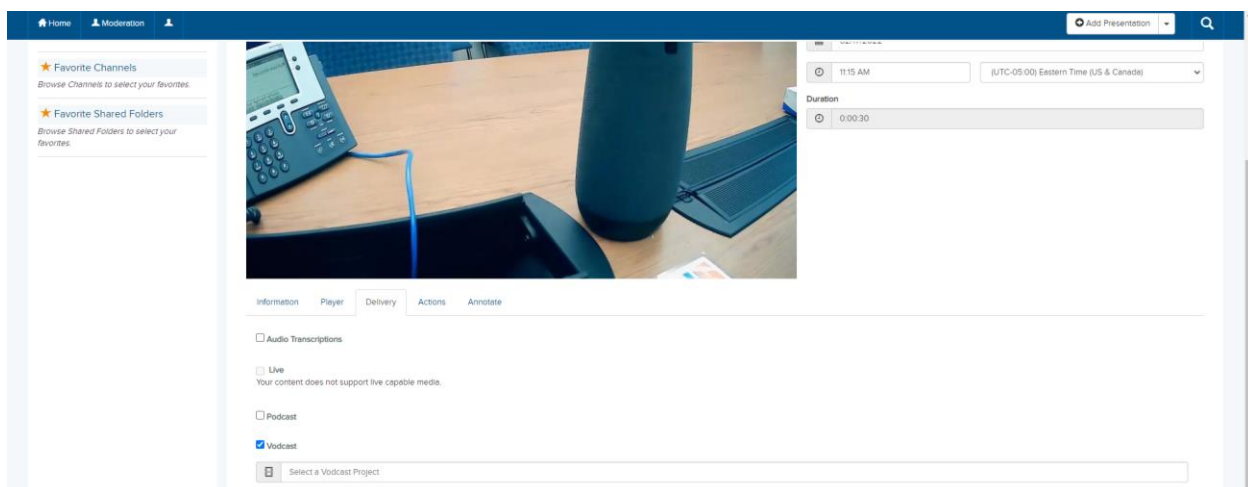 Home Moderation
Add Presentation
Favorite Channels
Browse Channels to select your favorites.
Favorite Shared Folders
Browse Shared Folders to select your
favorites.
11:15 AM (UTC-05:00) Eastern Time (US & Canada)
Duration
0:00:30
Information Player Delivery Actions Annotate
Audio Transcriptions
Live
Your content does not support live capable media.
Podcast
Vodcast
Select a Vodcast Project